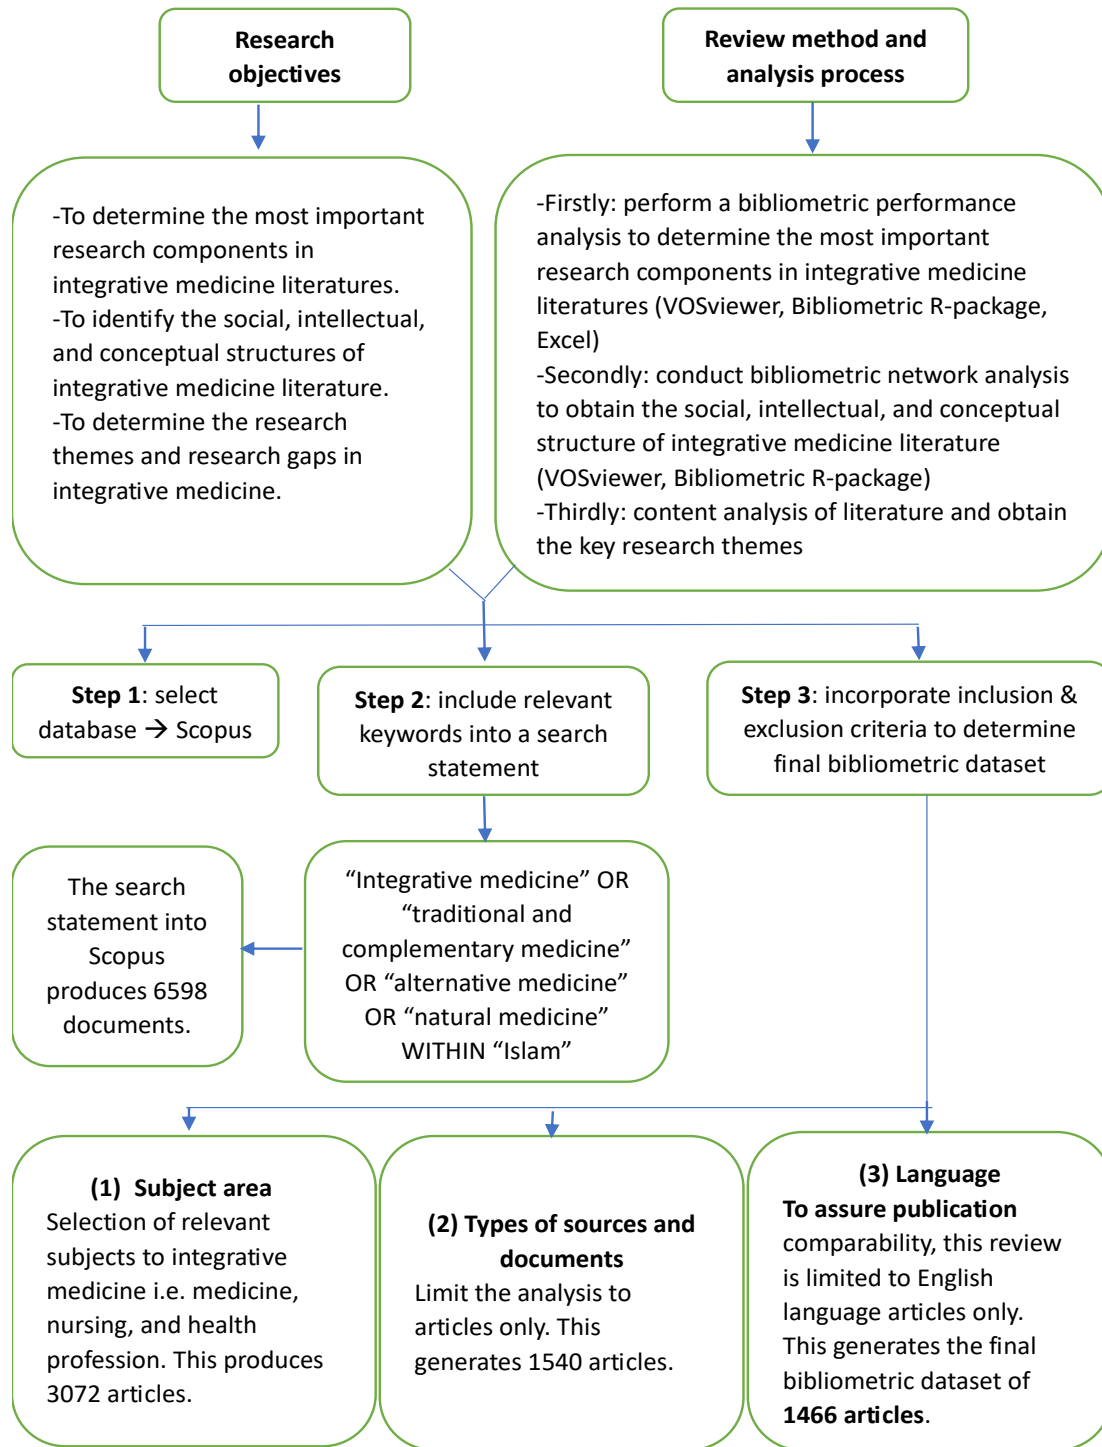 Research
objectives
Review method and
analysis process
-To determine the most important
research components in
integrative medicine literatures.
-To identify the social, intellectual,
and conceptual structures of
integrative medicine literature.
-To determine the research
themes and research gaps in
integrative medicine.
-Firstly: perform a bibliometric performance
analysis to determine the most important
research components in integrative medicine
literatures (VOSviewer, Bibliometric R-package,
Excel)
-Secondly: conduct bibliometric network analysis
to obtain the social, intellectual, and conceptual
structure of integrative medicine literature
(VOSviewer, Bibliometric R-package)
-Thirdly: content analysis of literature and obtain
the key research themes
Step 1: select
database → Scopus
Step 2: include relevant
keywords into a search
statement
Step 3: incorporate inclusion &
exclusion criteria to determine
final bibliometric dataset
The search
statement into
Scopus
produces 6598
documents.
“Integrative medicine” OR
“traditional and
complementary medicine”
OR “alternative medicine”
OR “natural medicine”
WITHIN “Islam”
(1) Subject area
Selection of relevant
subjects to integrative
medicine i.e. medicine,
nursing, and health
profession. This produces
3072 articles.
(2) Types of sources and
documents
Limit the analysis to
articles only. This
generates 1540 articles.
(3) Language
To assure publication
comparability, this review
is limited to English
language articles only.
This generates the final
bibliometric dataset of
1466 articles.